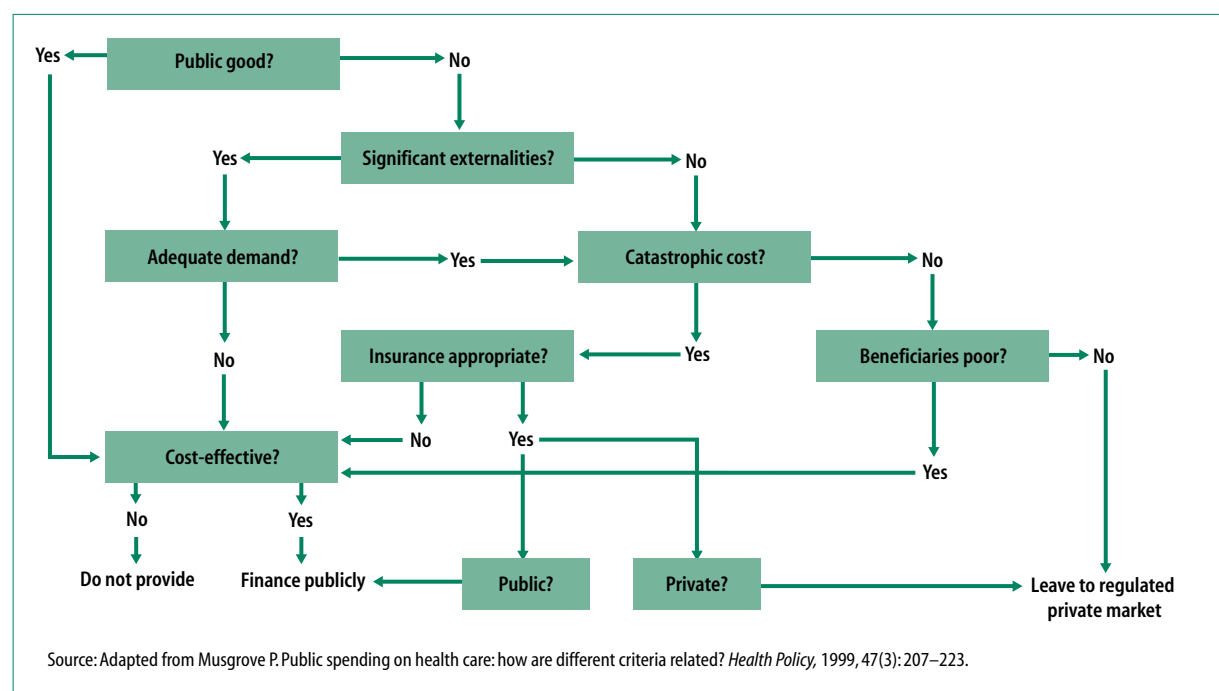 Yes
Public good?
No
Yes
Significant externalities?
No
Adequate demand?
Yes
Catastrophic cost?
No
No
Insurance appropriate?
Yes
Beneficiaries poor?
No
Cost-effective?
No
Yes
Yes
No
Yes
Do not provide
Finance publicly
Public?
Private?
Leave to regulated
private market
Source: Adapted from Musgrove P. Public spending on health care: how are different criteria related? Health Policy, 1999, 47(3): 207–223.